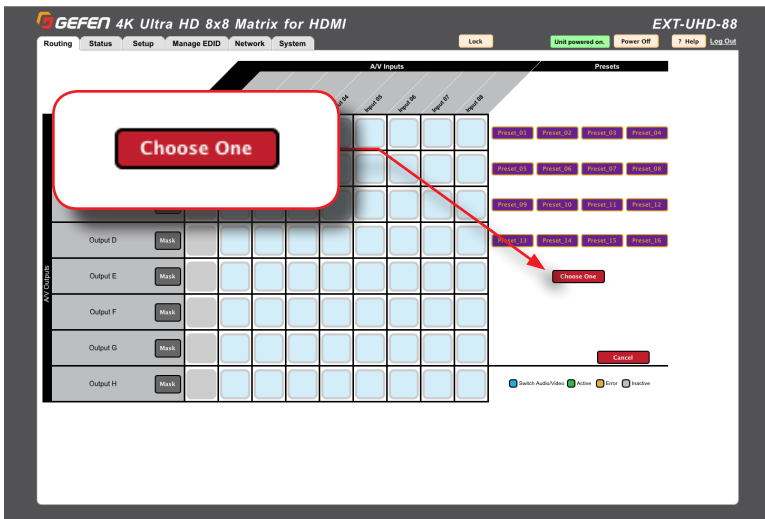 GEFEN 4K Ultra HD 8x8 Matrix for HDMI EXT-UHD-88
Routing Status Setup Manage EDID Network System Lock Unit powered on. Power Off ? Help Log Out
A/V Inputs Presets
Input 04 Input 05 Input 06 Input 07 Input 08
Preset_01 Preset_02 Preset_03 Preset_04
Choose One
Preset_05 Preset_06 Preset_07 Preset_08
Mask Preset_09 Preset_10 Preset_11 Preset_12
Output D Mask Preset_13 Preset_14 Preset_15 Preset_16
A/V Outputs
Output E Mask Choose One
Output F Mask
Output G Mask Cancel
Output H Mask Switch Audio/Video Active Error Inactive